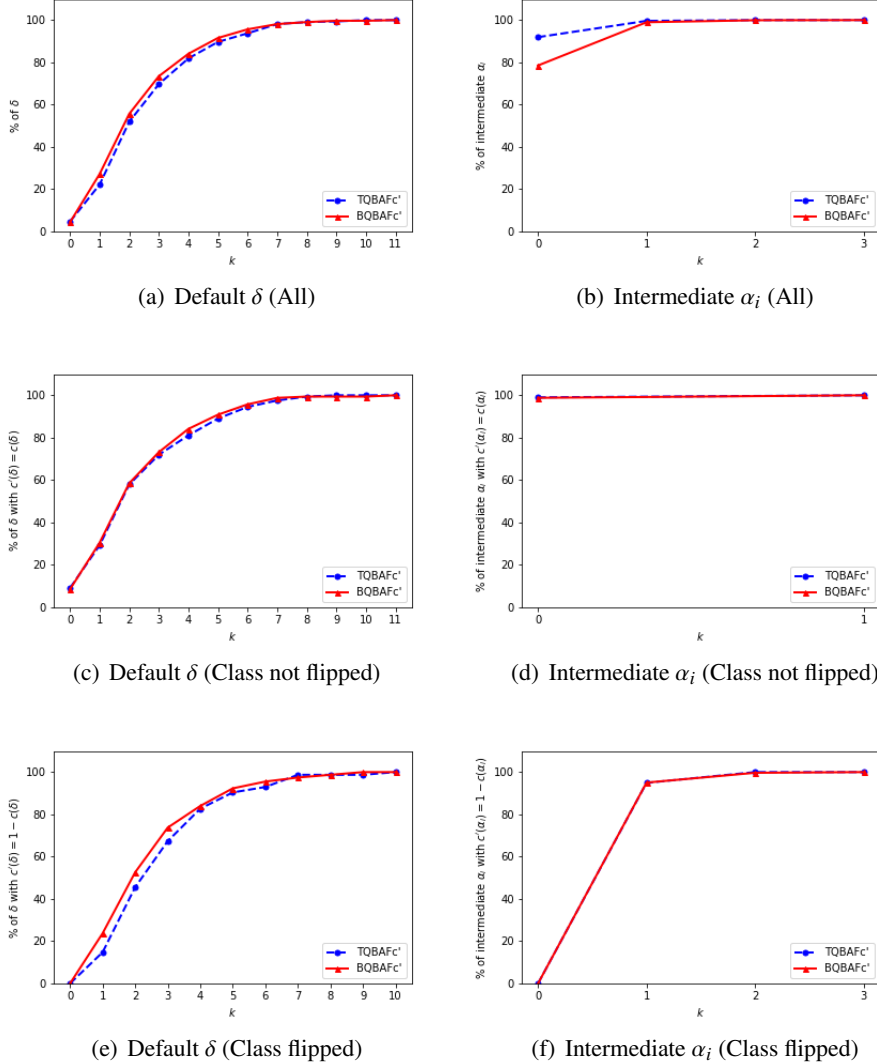 100
80
60
40
20
0
% of δ
0 1 2 3 4 5 6 7 8 9 10 11
k
TQBAFc'
BQBAFc'
(a) Default δ (All)
100
80
60
40
20
0
% of intermediate αᵢ
0 1 2 3
k
TQBAFc'
BQBAFc'
(b) Intermediate αᵢ (All)
100
80
60
40
20
0
% of δ with c′(δ) = c(δ)
0 1 2 3 4 5 6 7 8 9 10 11
k
TQBAFc'
BQBAFc'
(c) Default δ (Class not flipped)
100
80
60
40
20
0
% of intermediate αᵢ with c′(αᵢ) = c(αᵢ)
0 1
k
TQBAFc'
BQBAFc'
(d) Intermediate αᵢ (Class not flipped)
100
80
60
40
20
0
% of δ with c′(δ) = 1 − c(δ)
0 1 2 3 4 5 6 7 8 9 10
k
TQBAFc'
BQBAFc'
(e) Default δ (Class flipped)
100
80
60
40
20
0
% of intermediate αᵢ with c′(αᵢ) = 1 − c(αᵢ)
0 1 2 3
k
TQBAFc'
BQBAFc'
(f) Intermediate αᵢ (Class flipped)